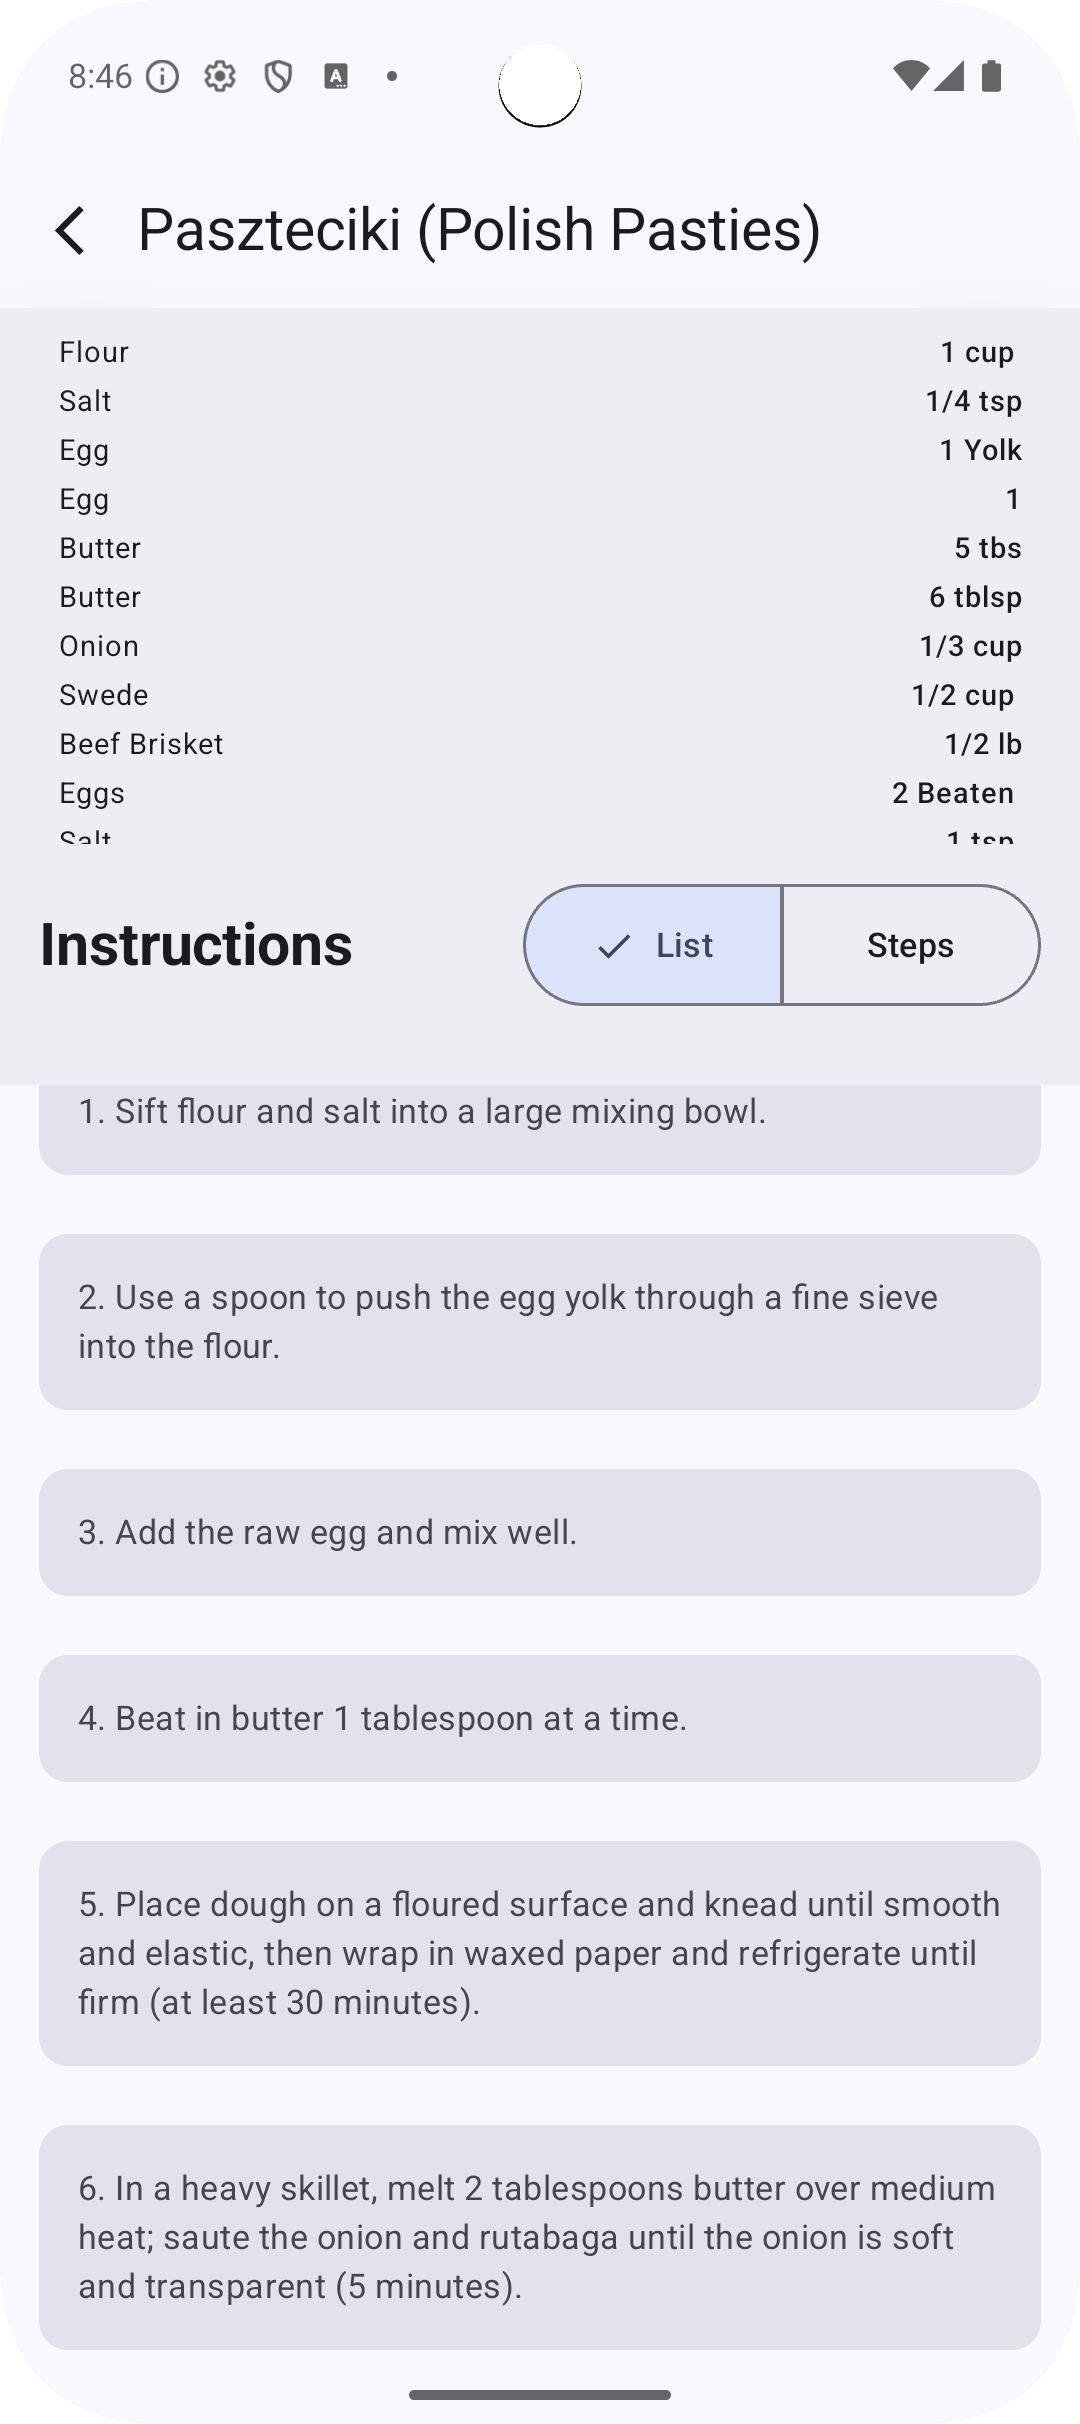 8:46
Paszteciki (Polish Pasties)
Flour 1 cup
Salt 1/4 tsp
Egg 1 Yolk
Egg 1
Butter 5 tbs
Butter 6 tblsp
Onion 1/3 cup
Swede 1/2 cup
Beef Brisket 1/2 lb
Eggs 2 Beaten
Salt 1 tsp
Instructions List Steps
1. Sift flour and salt into a large mixing bowl.
2. Use a spoon to push the egg yolk through a fine sieve
into the flour.
3. Add the raw egg and mix well.
4. Beat in butter 1 tablespoon at a time.
5. Place dough on a floured surface and knead until smooth
and elastic, then wrap in waxed paper and refrigerate until
firm (at least 30 minutes).
6. In a heavy skillet, melt 2 tablespoons butter over medium
heat; saute the onion and rutabaga until the onion is soft
and transparent (5 minutes).